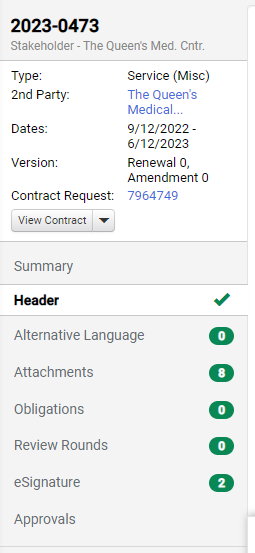 2023-0473
Stakeholder - The Queen's Med. Cntr.
Type: Service (Misc)
2nd Party: The Queen's
Medical...
Dates: 9/12/2022 -
6/12/2023
Version: Renewal 0,
Amendment 0
Contract Request: 7964749
View Contract
Summary
Header
Alternative Language 0
Attachments 8
Obligations 0
Review Rounds 0
eSignature 2
Approvals